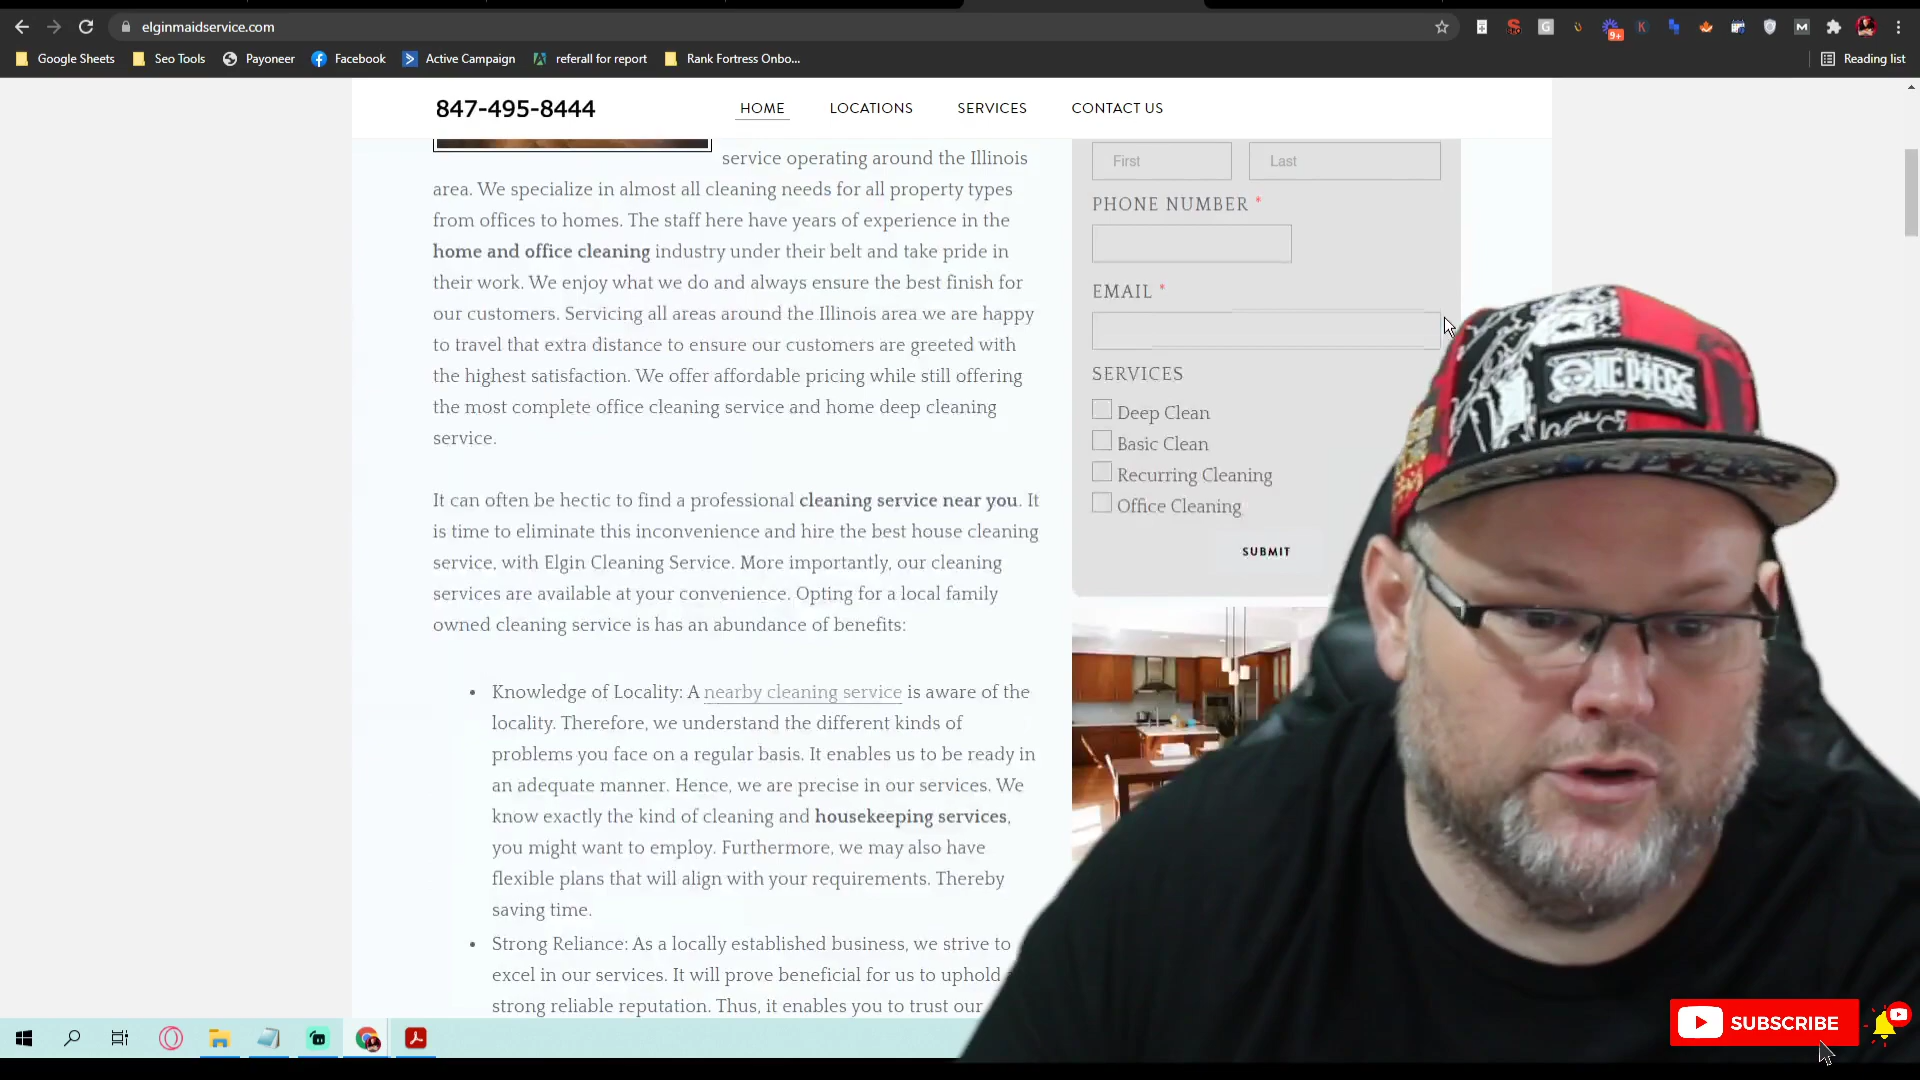 elginmaidservice.com
9+
Google Sheets
Seo Tools
Payoneer
Facebook
Active Campaign
referall for report
Rank Fortress Onbo...
Reading list
847-495-8444
HOME
LOCATIONS
SERVICES
CONTACT US
service operating around the Illinois
area. We specialize in almost all cleaning needs for all property types
from offices to homes. The staff here have years of experience in the
home and office cleaning industry under their belt and take pride in
their work. We enjoy what we do and always ensure the best finish for
our customers. Servicing all areas around the Illinois area we are happy
to travel that extra distance to ensure our customers are greeted with
the highest satisfaction. We offer affordable pricing while still offering
the most complete office cleaning service and home deep cleaning
service.
It can often be hectic to find a professional cleaning service near you. It
is time to eliminate this inconvenience and hire the best house cleaning
service, with Elgin Cleaning Service. More importantly, our cleaning
services are available at your convenience. Opting for a local family
owned cleaning service is has an abundance of benefits:
• Knowledge of Locality: A nearby cleaning service is aware of the
locality. Therefore, we understand the different kinds of
problems you face on a regular basis. It enables us to be ready in
an adequate manner. Hence, we are precise in our services. We
know exactly the kind of cleaning and housekeeping services,
you might want to employ. Furthermore, we may also have
flexible plans that will align with your requirements. Thereby
saving time.
• Strong Reliance: As a locally established business, we strive to
excel in our services. It will prove beneficial for us to uphold
strong reliable reputation. Thus, it enables you to trust our
First
Last
PHONE NUMBER *
EMAIL *
SERVICES
Deep Clean
Basic Clean
Recurring Cleaning
Office Cleaning
SUBMIT
ONE PIECE
SUBSCRIBE